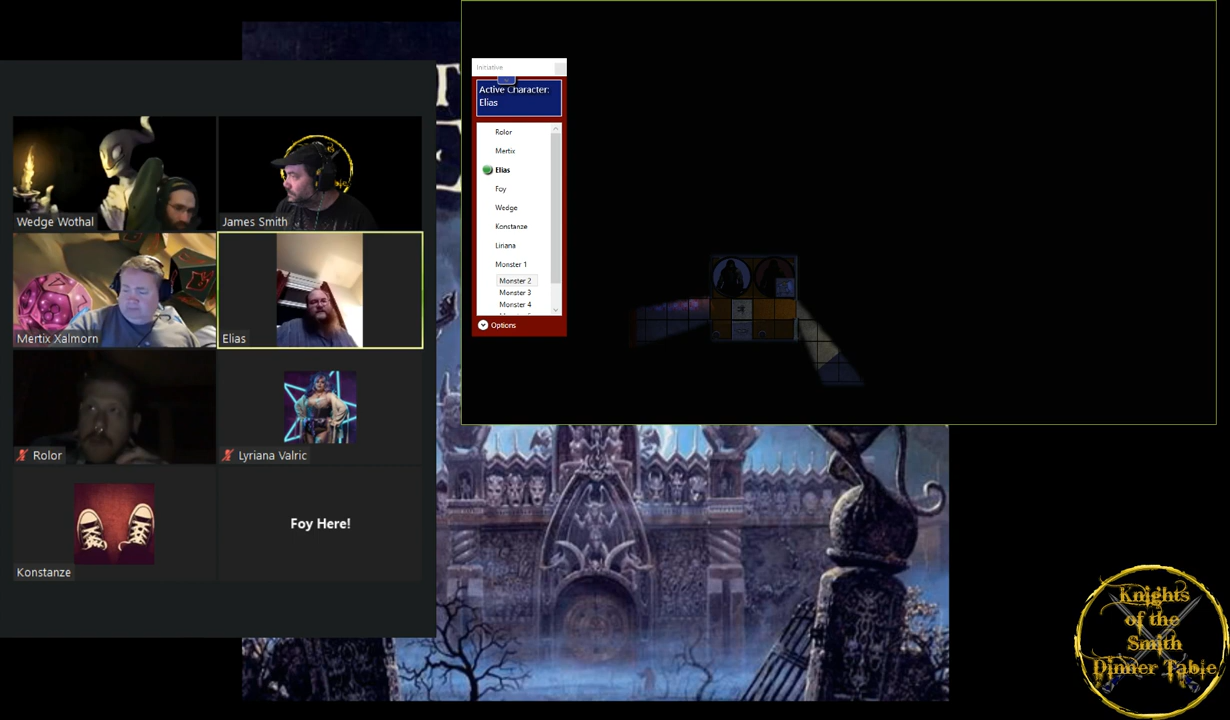 Wedge Wothal
James Smith
Mertix Xalmorn
Elias
Rolor
Lyriana Valric
Konstanze
Foy Here!
Initiative
Active Character:
Elias
Rolor
Mertix
Elias
Foy
Wedge
Konstanze
Liriana
Monster 1
Monster 2
Monster 3
Monster 4
Options
Knights
of the
Smith
Dinner Table